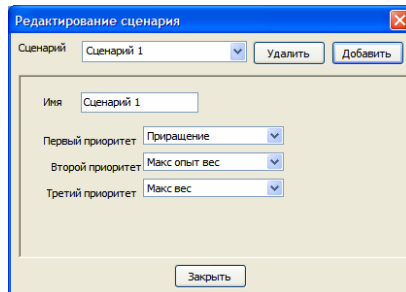 Редактирование сценария
Сценарий Сценарий 1 Удалить Добавить
Имя Сценарий 1
Первый приоритет Приращение
Второй приоритет Макс опыт вес
Третий приоритет Макс вес
Закрыть